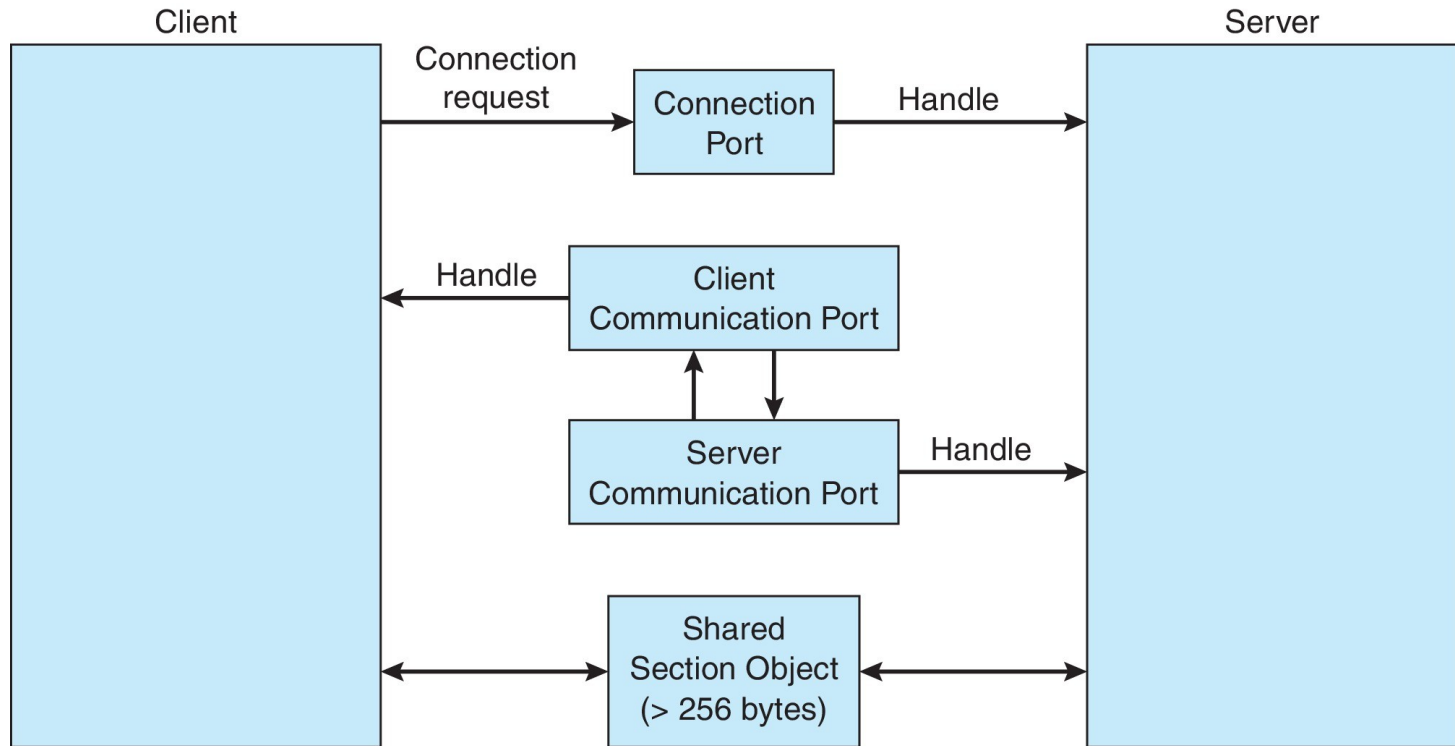 Client
Server
Connection
request
Connection
Port
Handle
Handle
Client
Communication Port
Server
Communication Port
Handle
Shared
Section Object
(> 256 bytes)